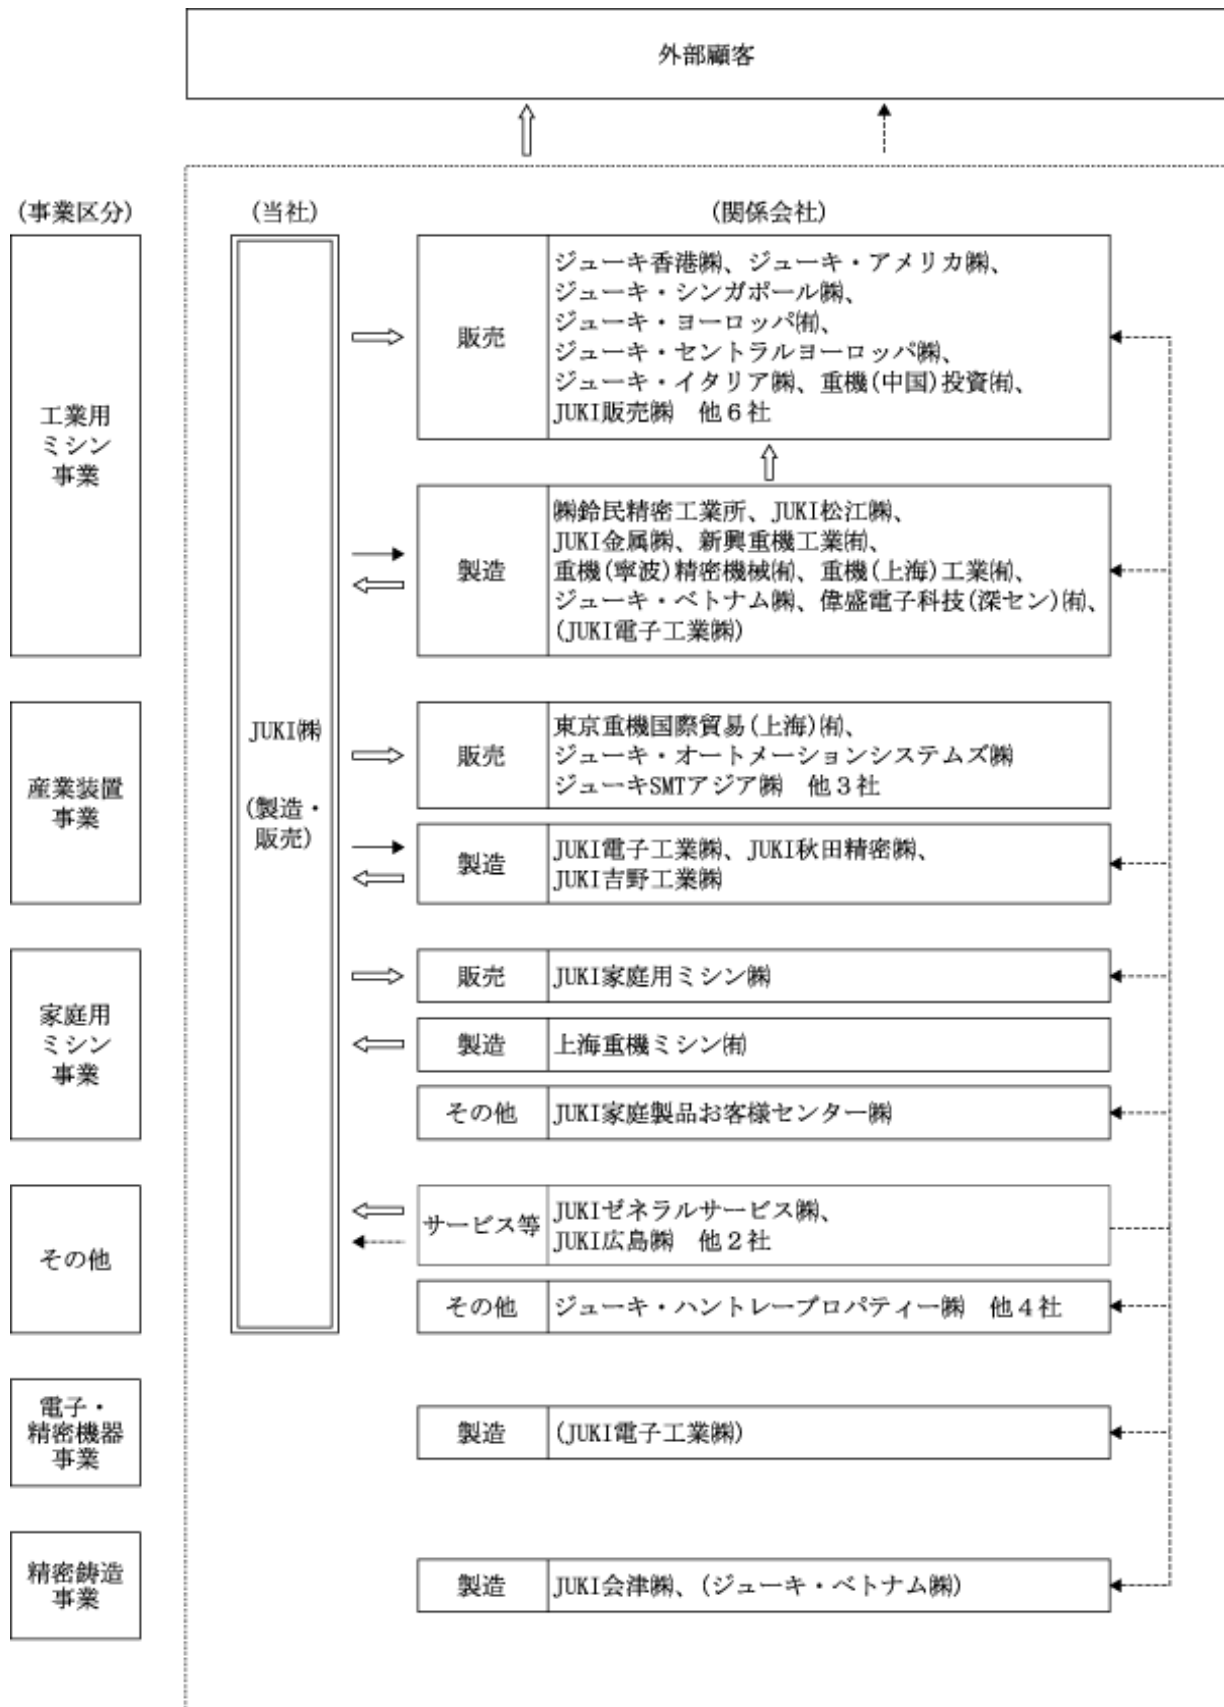 外部顧客
(事業区分)
(当社)
(関係会社)
工業用
ミシン
事業
JUKI㈱
(製造・
販売)
販売
ジューキ香港㈱、ジューキ・アメリカ㈱、
ジューキ・シンガポール㈱、
ジューキ・ヨーロッパ㈲、
ジューキ・セントラルヨーロッパ㈱、
ジューキ・イタリア㈱、重機(中国)投資㈲、
JUKI販売㈱ 他6社
製造
㈱鈴民精密工業所、JUKI松江㈱、
JUKI金属㈱、新興重機工業㈲、
重機(寧波)精密機械㈲、重機(上海)工業㈲、
ジューキ・ベトナム㈱、偉盛電子科技(深セン)㈲、
(JUKI電子工業㈱)
産業装置
事業
販売
東京重機国際貿易(上海)㈲、
ジューキ・オートメーションシステムズ㈱
ジューキSMTアジア㈱ 他3社
製造
JUKI電子工業㈱、JUKI秋田精密㈱、
JUKI吉野工業㈱
家庭用
ミシン
事業
販売
JUKI家庭用ミシン㈱
製造
上海重機ミシン㈲
その他
JUKI家庭製品お客様センター㈱
その他
サービス等
JUKIゼネラルサービス㈱、
JUKI広島㈱ 他2社
その他
ジューキ・ハントレープロパティー㈱ 他4社
電子・
精密機器
事業
製造
(JUKI電子工業㈱)
精密鋳造
事業
製造
JUKI会津㈱、(ジューキ・ベトナム㈱)